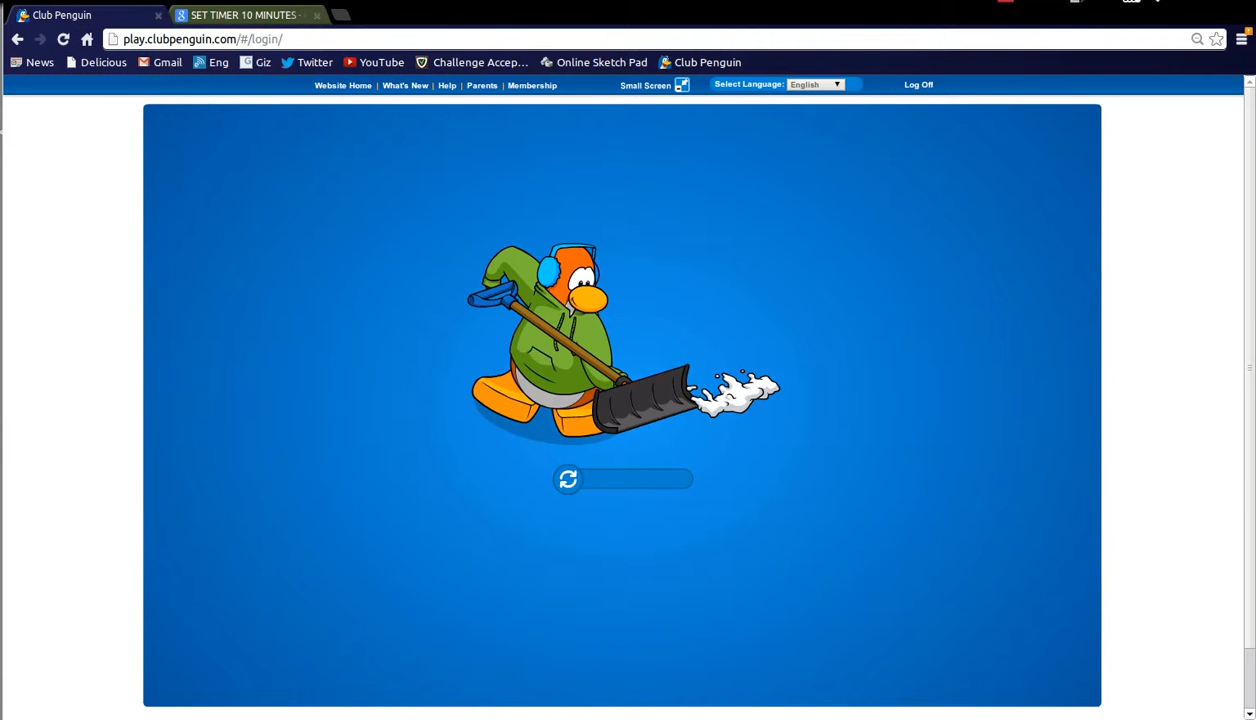 Club Penguin
SET TIMER 10 MINUTES -
play.clubpenguin.com/#/login/
News Delicious Gmail Eng Giz Twitter YouTube Challenge Accep... Online Sketch Pad Club Penguin
Website Home | What's New | Help | Parents | Membership Small Screen Select Language: English Log Off